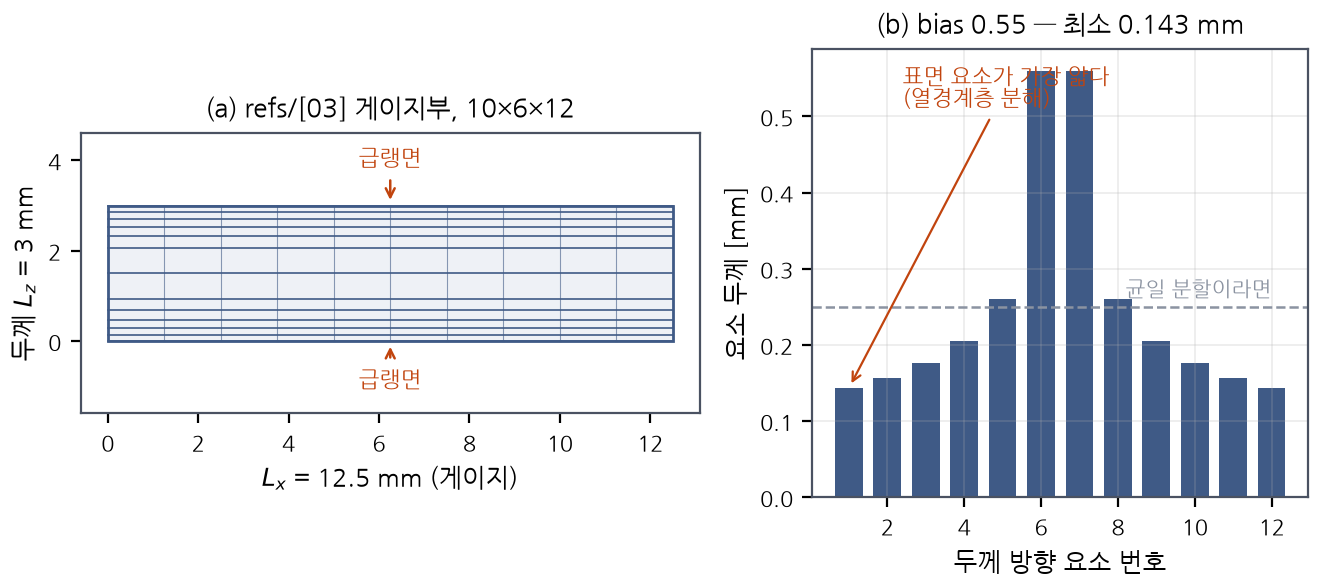 (a) refs/[03] 게이지부, 10×6×12
급랭면
급랭면
두께 Lz = 3 mm
4
2
0
0 2 4 6 8 10 12
Lx = 12.5 mm (게이지)
(b) bias 0.55 — 최소 0.143 mm
표면 요소가 가장 얇다
(열경계층 분해)
균일 분할이라면
요소 두께 [mm]
0.5
0.4
0.3
0.2
0.1
0.0
2 4 6 8 10 12
두께 방향 요소 번호